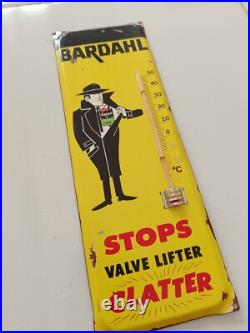 BARDAHL
50
40
30
20
10
0
°C
STOPS
VALVE LIFTER
CLATTER